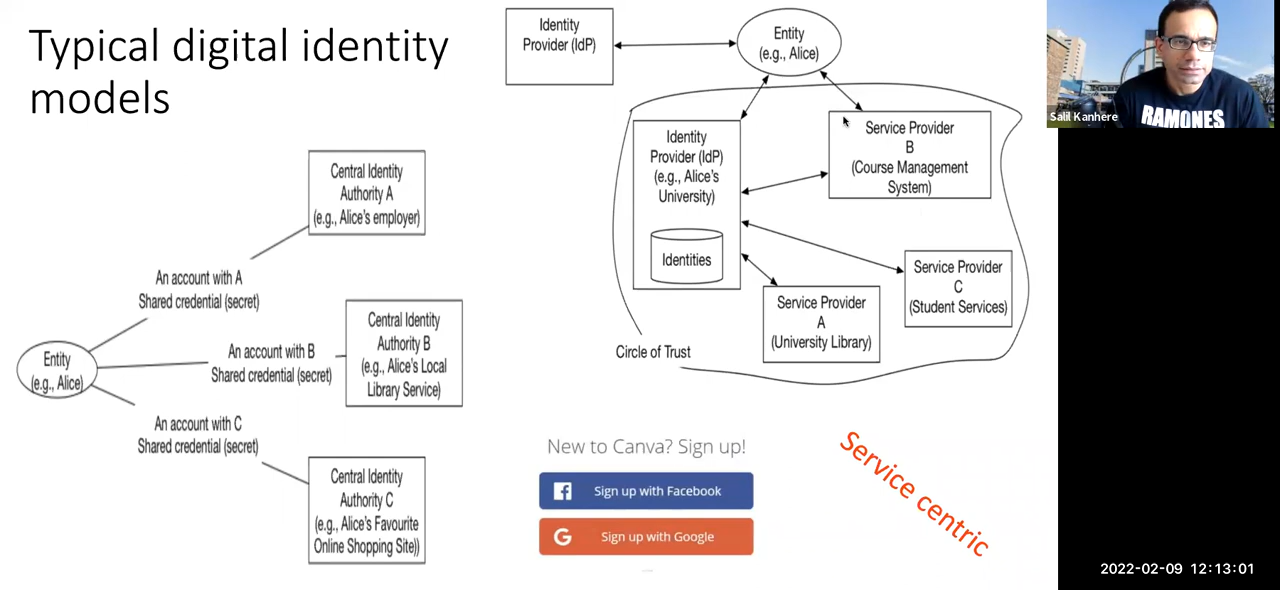 Typical digital identity
models
Identity
Provider (IdP)
Entity
(e.g., Alice)
Salil Kanhere
RAMONES
Identity
Provider (IdP)
(e.g., Alice's
University)
Identities
Service Provider
B
(Course Management
System)
Service Provider
C
(Student Services)
Service Provider
A
(University Library)
Circle of Trust
Central Identity
Authority A
(e.g., Alice's employer)
An account with A
Shared credential (secret)
Entity
(e.g., Alice)
An account with B
Shared credential (secret)
Central Identity
Authority B
(e.g., Alice's Local
Library Service)
An account with C
Shared credential (secret)
Central Identity
Authority C
(e.g., Alice's Favourite
Online Shopping Site))
New to Canva? Sign up!
Sign up with Facebook
G
Sign up with Google
Service centric
2022-02-09 12:13:01